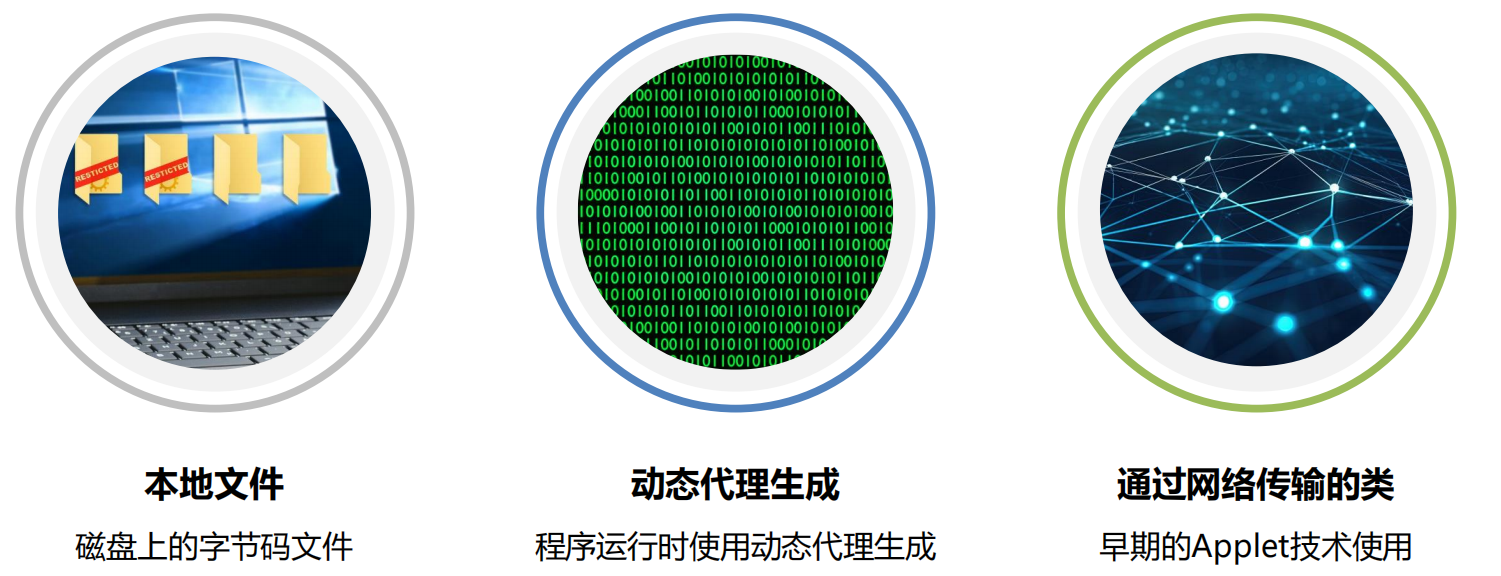 RESTICTED
RESTICTED
本地文件
磁盘上的字节码文件
动态代理生成
程序运行时使用动态代理生成
通过网络传输的类
早期的Applet技术使用